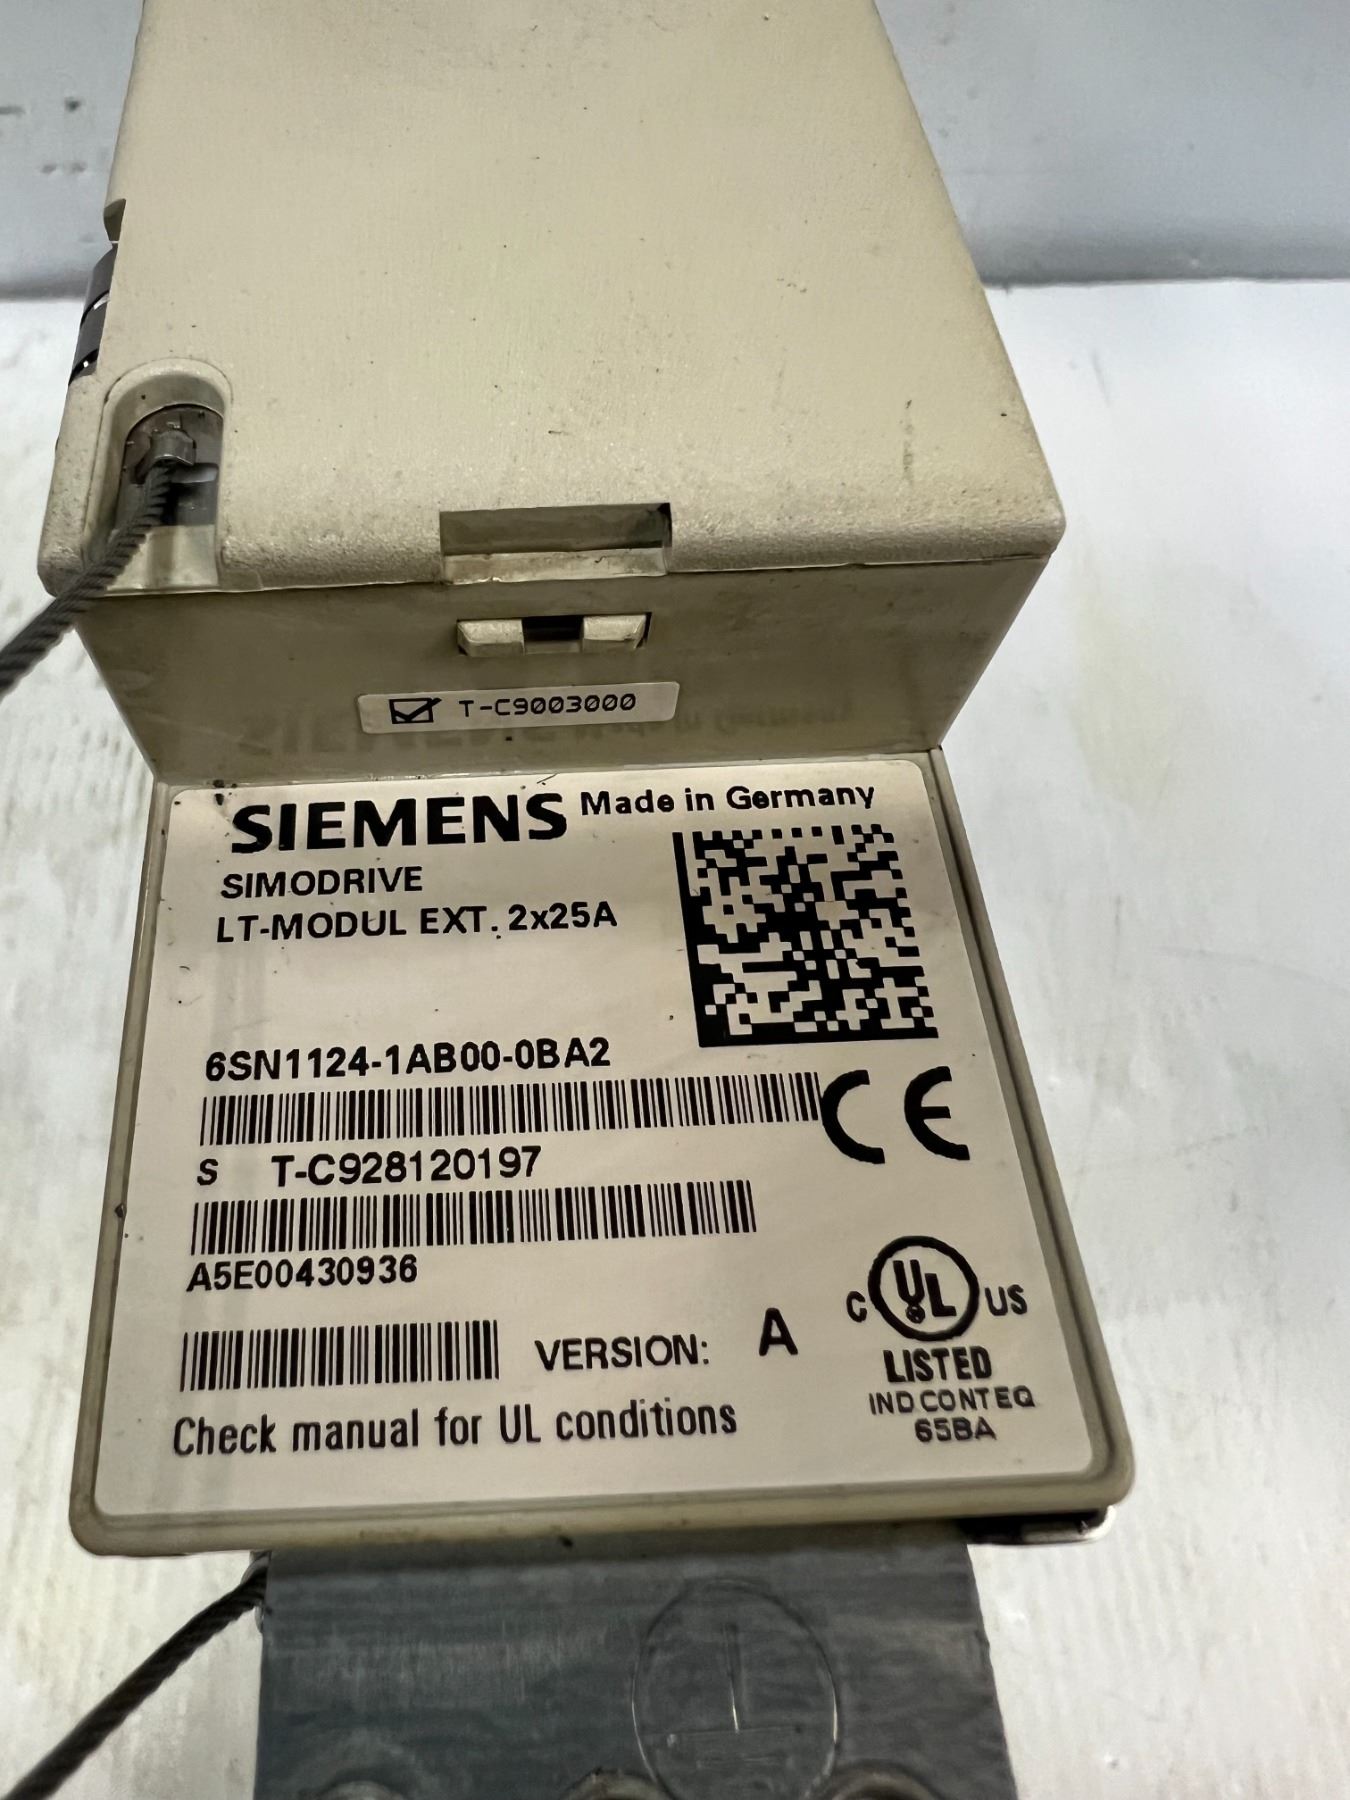 T-C9003000
SIEMENS Made in Germany
SIMODRIVE
LT-MODUL EXT. 2x25A
6SN1124-1AB00-0BA2
CE
S T-C928120197
A5E00430936
VERSION: A
C UL US
LISTED
IND CONT EQ
65BA
Check manual for UL conditions